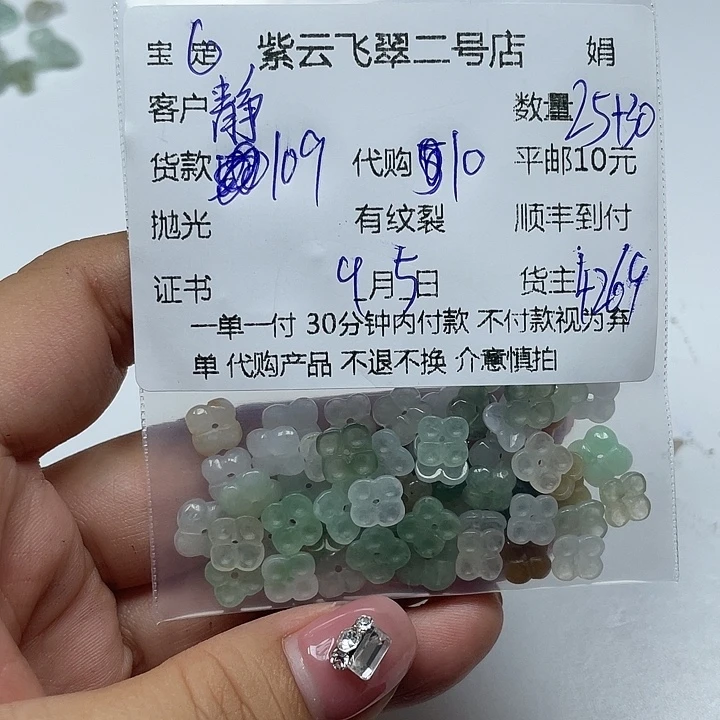 宝 定 6 紫云飞翠二号店 娟
客户 静 数量 25+30
货款 109 代购 10 平邮10元
抛光 有纹裂 顺丰到付
证书 9月5日 货主 4269
一单一付 30分钟内付款 不付款视为弃
单 代购产品 不退不换 介意慎拍